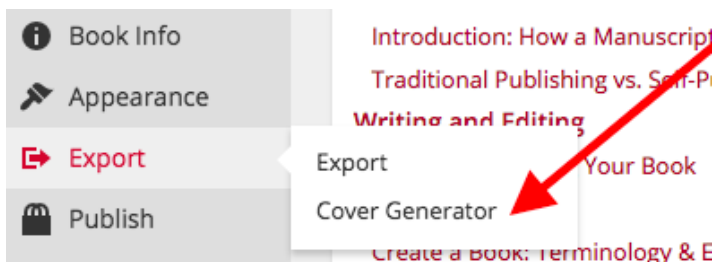 Book Info
Appearance
Export
Publish
Export
Cover Generator
Introduction: How a Manuscript
Traditional Publishing vs. Self-P
Writing and Editing
Your Book
Create a Book: Terminology & E